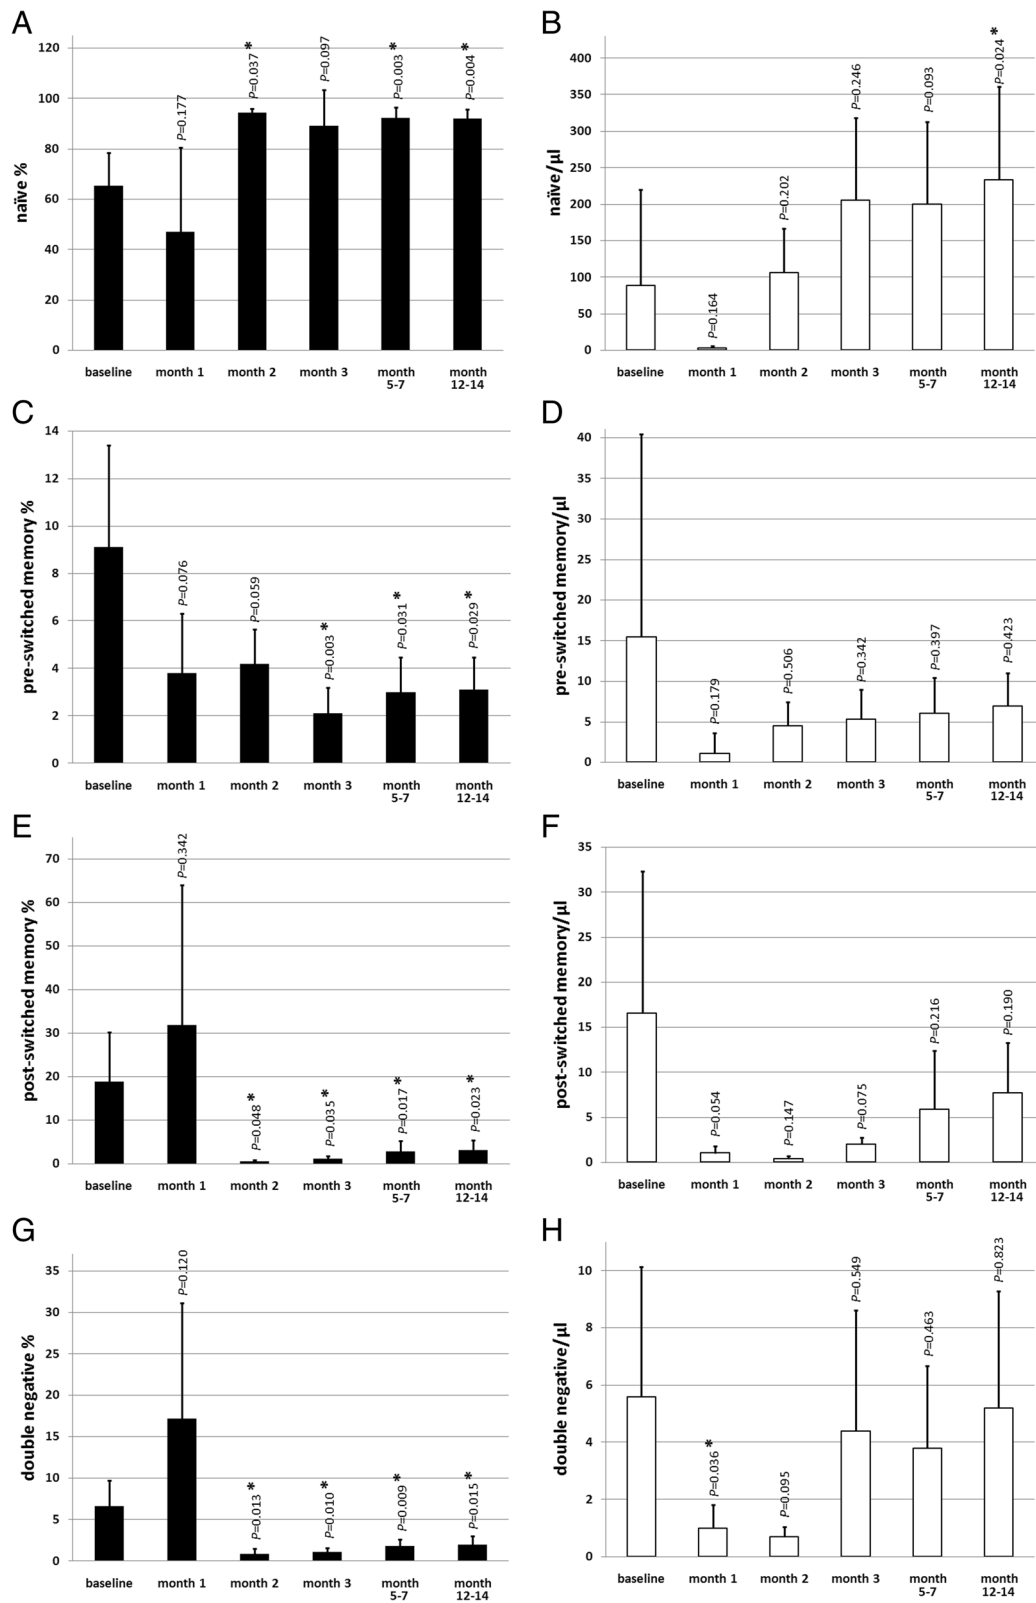 A
naïve %
120
100
80
60
40
20
0
P=0.177
P=0.037 *
P=0.097
P=0.003 *
P=0.004 *
baseline month 1 month 2 month 3 month 5-7 month 12-14
B
naïve/µl
400
350
300
250
200
150
100
50
0
P=0.164
P=0.202
P=0.246
P=0.093
P=0.024 *
baseline month 1 month 2 month 3 month 5-7 month 12-14
C
pre-switched memory %
14
12
10
8
6
4
2
0
P=0.076
P=0.059
P=0.003 *
P=0.031 *
P=0.029 *
baseline month 1 month 2 month 3 month 5-7 month 12-14
D
pre-switched memory/µl
40
35
30
25
20
15
10
5
0
P=0.179
P=0.506
P=0.342
P=0.397
P=0.423
baseline month 1 month 2 month 3 month 5-7 month 12-14
E
post-switched memory %
70
60
50
40
30
20
10
0
P=0.342
P=0.048 *
P=0.035 *
P=0.017 *
P=0.023 *
baseline month 1 month 2 month 3 month 5-7 month 12-14
F
post-switched memory/µl
35
30
25
20
15
10
5
0
P=0.054
P=0.147
P=0.075
P=0.216
P=0.190
baseline month 1 month 2 month 3 month 5-7 month 12-14
G
double negative %
35
30
25
20
15
10
5
0
P=0.120
P=0.013 *
P=0.010 *
P=0.009 *
P=0.015 *
baseline month 1 month 2 month 3 month 5-7 month 12-14
H
double negative/µl
10
8
6
4
2
0
P=0.036 *
P=0.095
P=0.549
P=0.463
P=0.823
baseline month 1 month 2 month 3 month 5-7 month 12-14